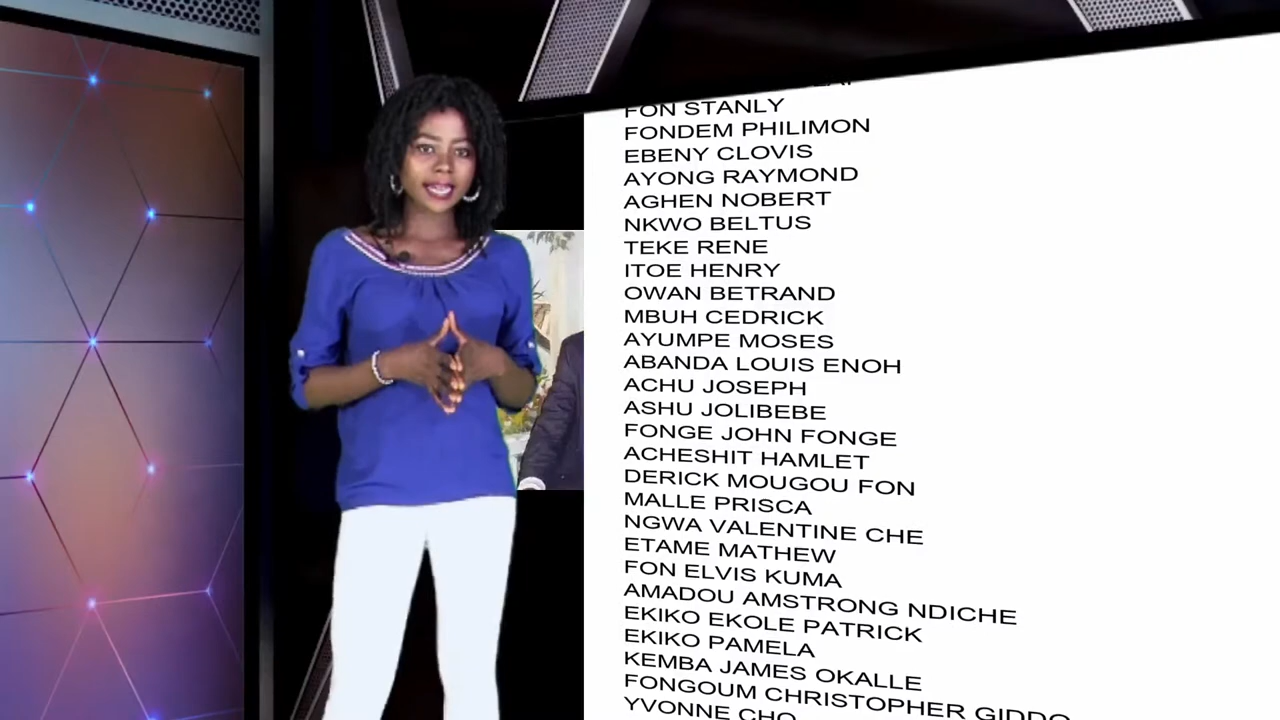 FON STANLY
FONDEM PHILIMON
EBENY CLOVIS
AYONG RAYMOND
AGHEN NOBERT
NKWO BELTUS
TEKE RENE
ITOE HENRY
OWAN BETRAND
MBUH CEDRICK
AYUMPE MOSES
ABANDA LOUIS ENOH
ACHU JOSEPH
ASHU JOLIBEBE
FONGE JOHN FONGE
ACHESHIT HAMLET
DERICK MOUGOU FON
MALLE PRISCA
NGWA VALENTINE CHE
ETAME MATHEW
FON ELVIS KUMA
AMADOU AMSTRONG NDICHE
EKIKO EKOLE PATRICK
EKIKO PAMELA
KEMBA JAMES OKALLE
FONGOUM CHRISTOPHER GIDDO
YVONNE CHO